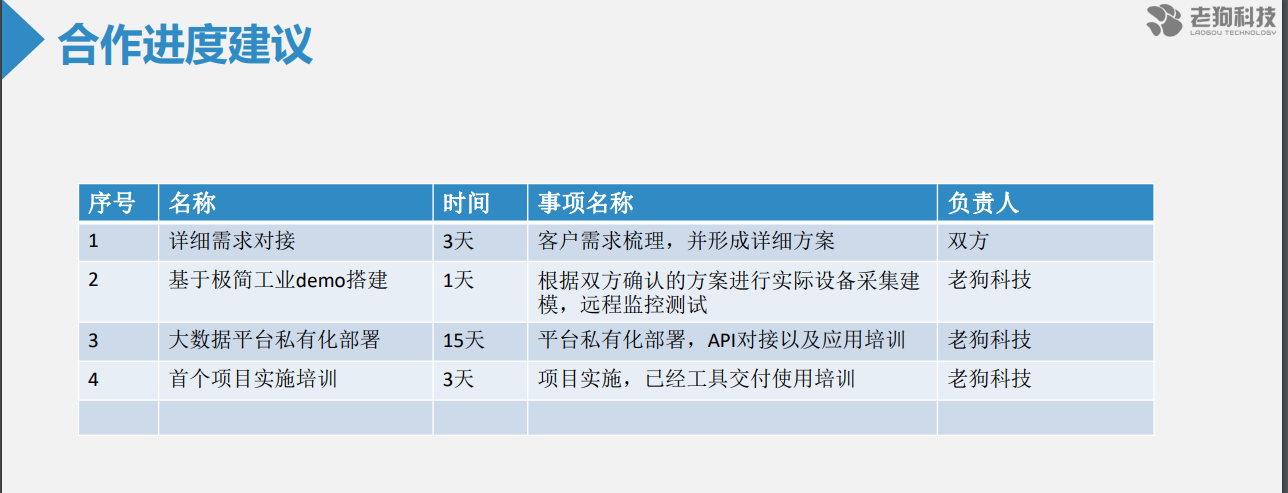 合作进度建议
老狗科技
LAOGOU TECHNOLOGY
序号 名称 时间 事项名称 负责人
1 详细需求对接 3天 客户需求梳理，并形成详细方案 双方
2 基于极简工业demo搭建 1天 根据双方确认的方案进行实际设备采集建
模，远程监控测试 老狗科技
3 大数据平台私有化部署 15天 平台私有化部署，API对接以及应用培训 老狗科技
4 首个项目实施培训 3天 项目实施，已经工具交付使用培训 老狗科技